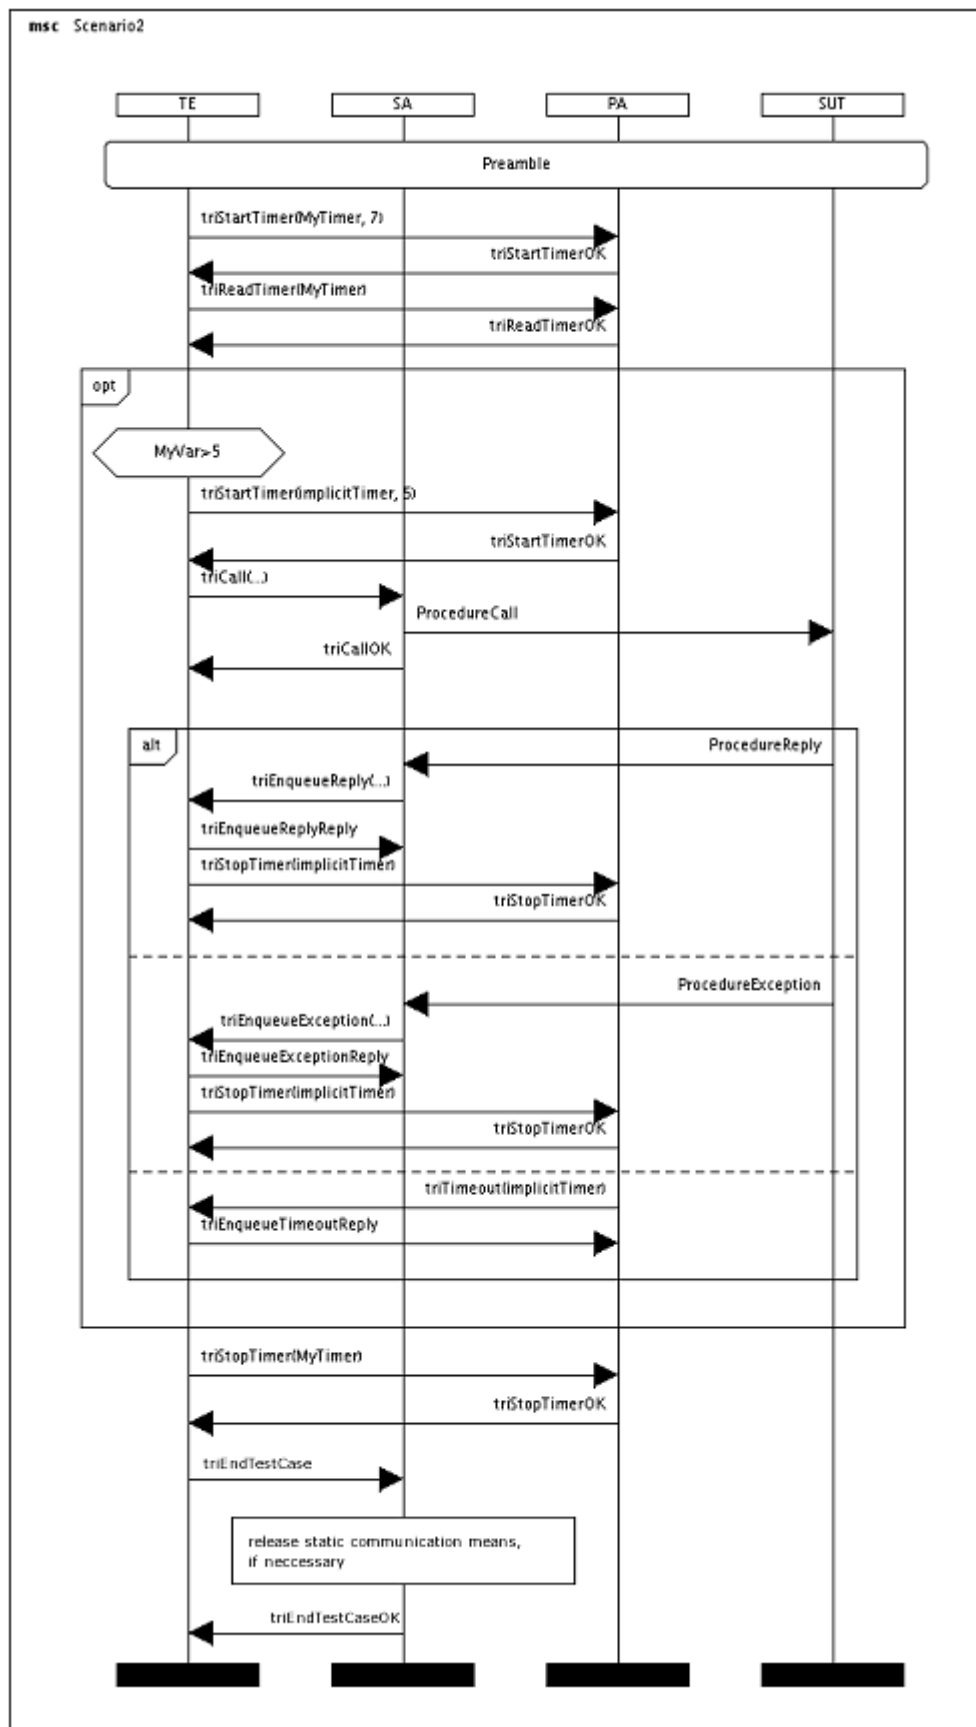 msc Scenario2
TE SA PA SUT
Preamble
triStartTimer(MyTimer, 7)
triStartTimerOK
triReadTimer(MyTimer)
triReadTimerOK
opt
MyVar>5
triStartTimer(implicitTimer, 5)
triStartTimerOK
triCall(...)
ProcedureCall
triCallOK
alt
ProcedureReply
triEnqueueReply(...)
triEnqueueReplyReply
triStopTimer(implicitTimer)
triStopTimerOK
ProcedureException
triEnqueueException(...)
triEnqueueExceptionReply
triStopTimer(implicitTimer)
triStopTimerOK
triTimeout(implicitTimer)
triEnqueueTimeoutReply
triStopTimer(MyTimer)
triStopTimerOK
triEndTestCase
release static communication means,
if neccessary
triEndTestCaseOK